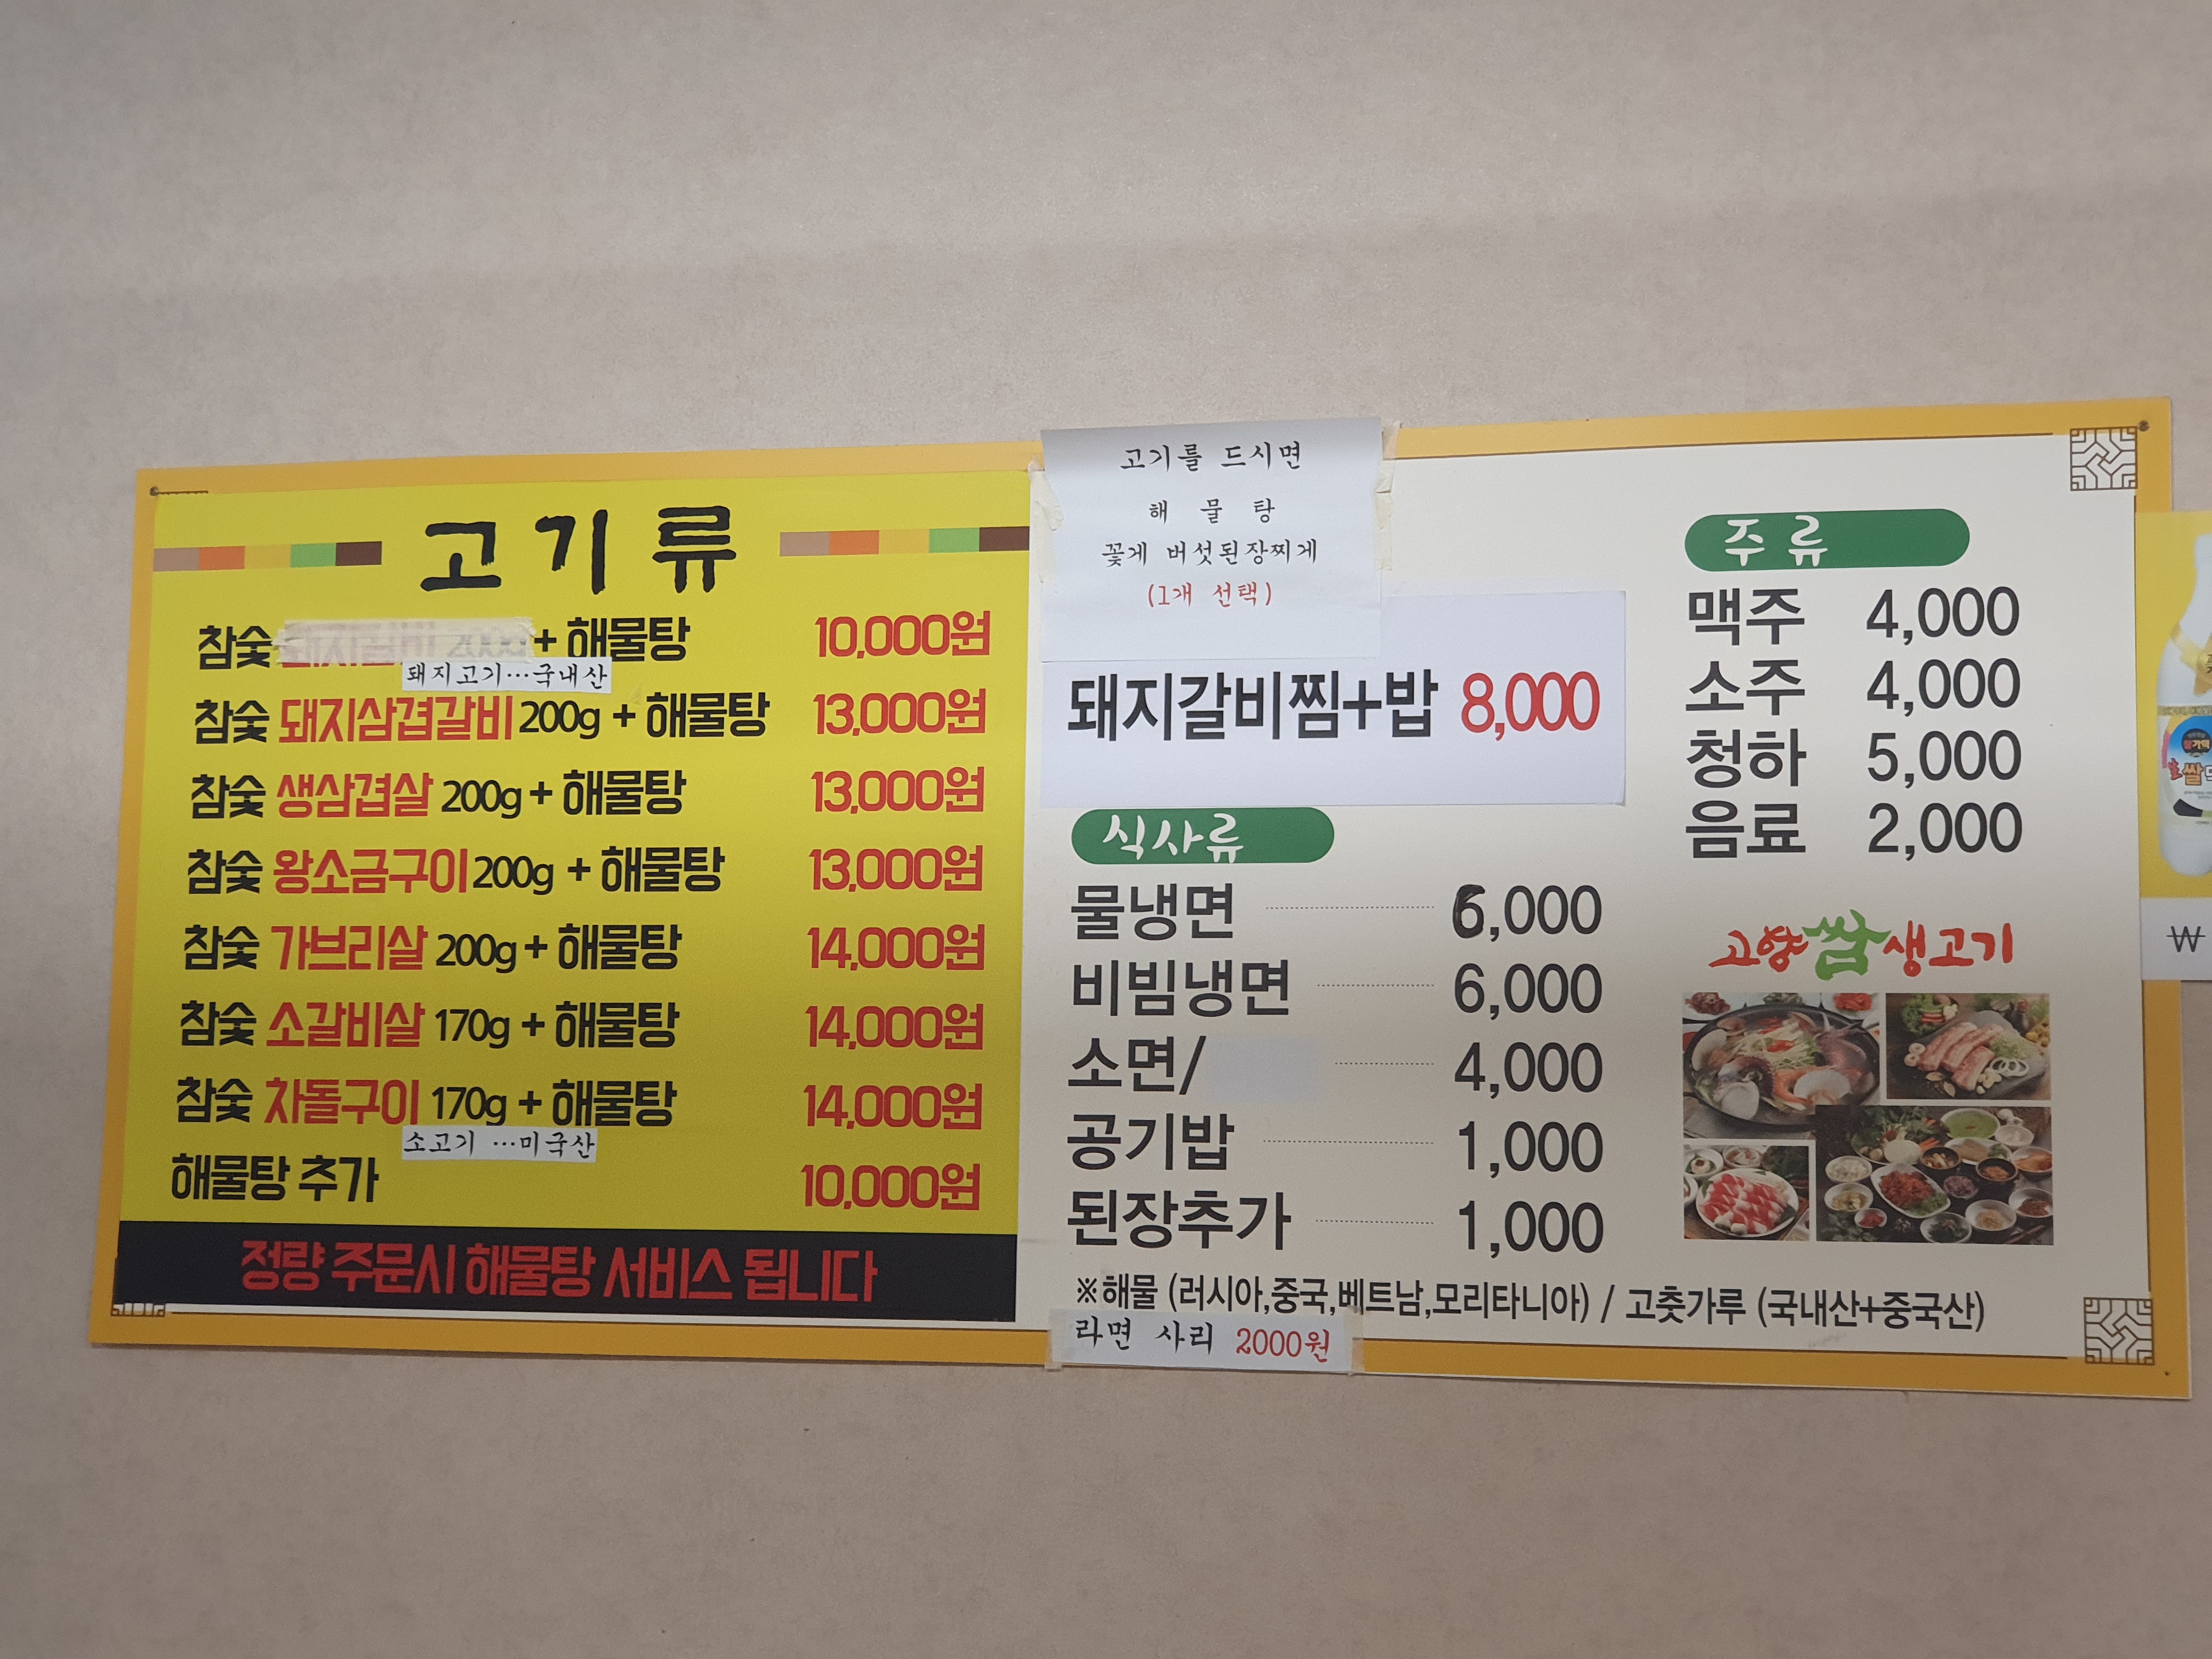 고기류
참숯 돼지갈비 200g + 해물탕 10,000원
돼지고기...국내산
참숯 돼지삼겹갈비 200g + 해물탕 13,000원
참숯 생삼겹살 200g + 해물탕 13,000원
참숯 왕소금구이 200g + 해물탕 13,000원
참숯 가브리살 200g + 해물탕 14,000원
참숯 소갈비살 170g + 해물탕 14,000원
참숯 차돌구이 170g + 해물탕 14,000원
소고기 ...미국산
해물탕 추가 10,000원
정량 주문시 해물탕 서비스 됩니다
고기를 드시면
해 물 탕
꽃게 버섯된장찌게
(1개 선택)
돼지갈비찜+밥 8,000
식사류
물냉면 6,000
비빔냉면 6,000
소면/ 4,000
공기밥 1,000
된장추가 1,000
※해물 (러시아,중국,베트남,모리타니아) / 고춧가루 (국내산+중국산)
라면 사리 2000원
주류
맥주 4,000
소주 4,000
청하 5,000
음료 2,000
고향쌈생고기
₩